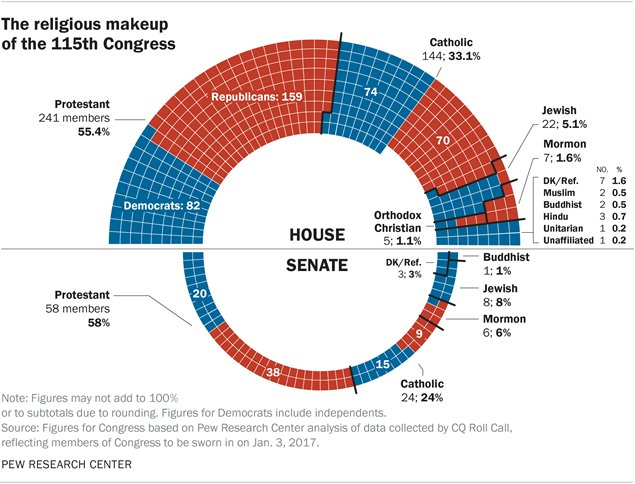 The religious makeup
of the 115th Congress
Catholic
144; 33.1%
Republicans: 159
74
Protestant
241 members
55.4%
70
Jewish
22; 5.1%
Mormon
7; 1.6%
NO. %
DK/Ref. 7 1.6
Muslim 2 0.5
Buddhist 2 0.5
Hindu 3 0.7
Unitarian 1 0.2
Unaffiliated 1 0.2
Democrats: 82
Orthodox
Christian
5; 1.1%
HOUSE
SENATE
DK/Ref.
3; 3%
Buddhist
1; 1%
Jewish
8; 8%
Mormon
6; 6%
Protestant
58 members
58%
20
38
15
9
Catholic
24; 24%
Note: Figures may not add to 100%
or to subtotals due to rounding. Figures for Democrats include independents.
Source: Figures for Congress based on Pew Research Center analysis of data collected by CQ Roll Call,
reflecting members of Congress to be sworn in on Jan. 3, 2017.
PEW RESEARCH CENTER